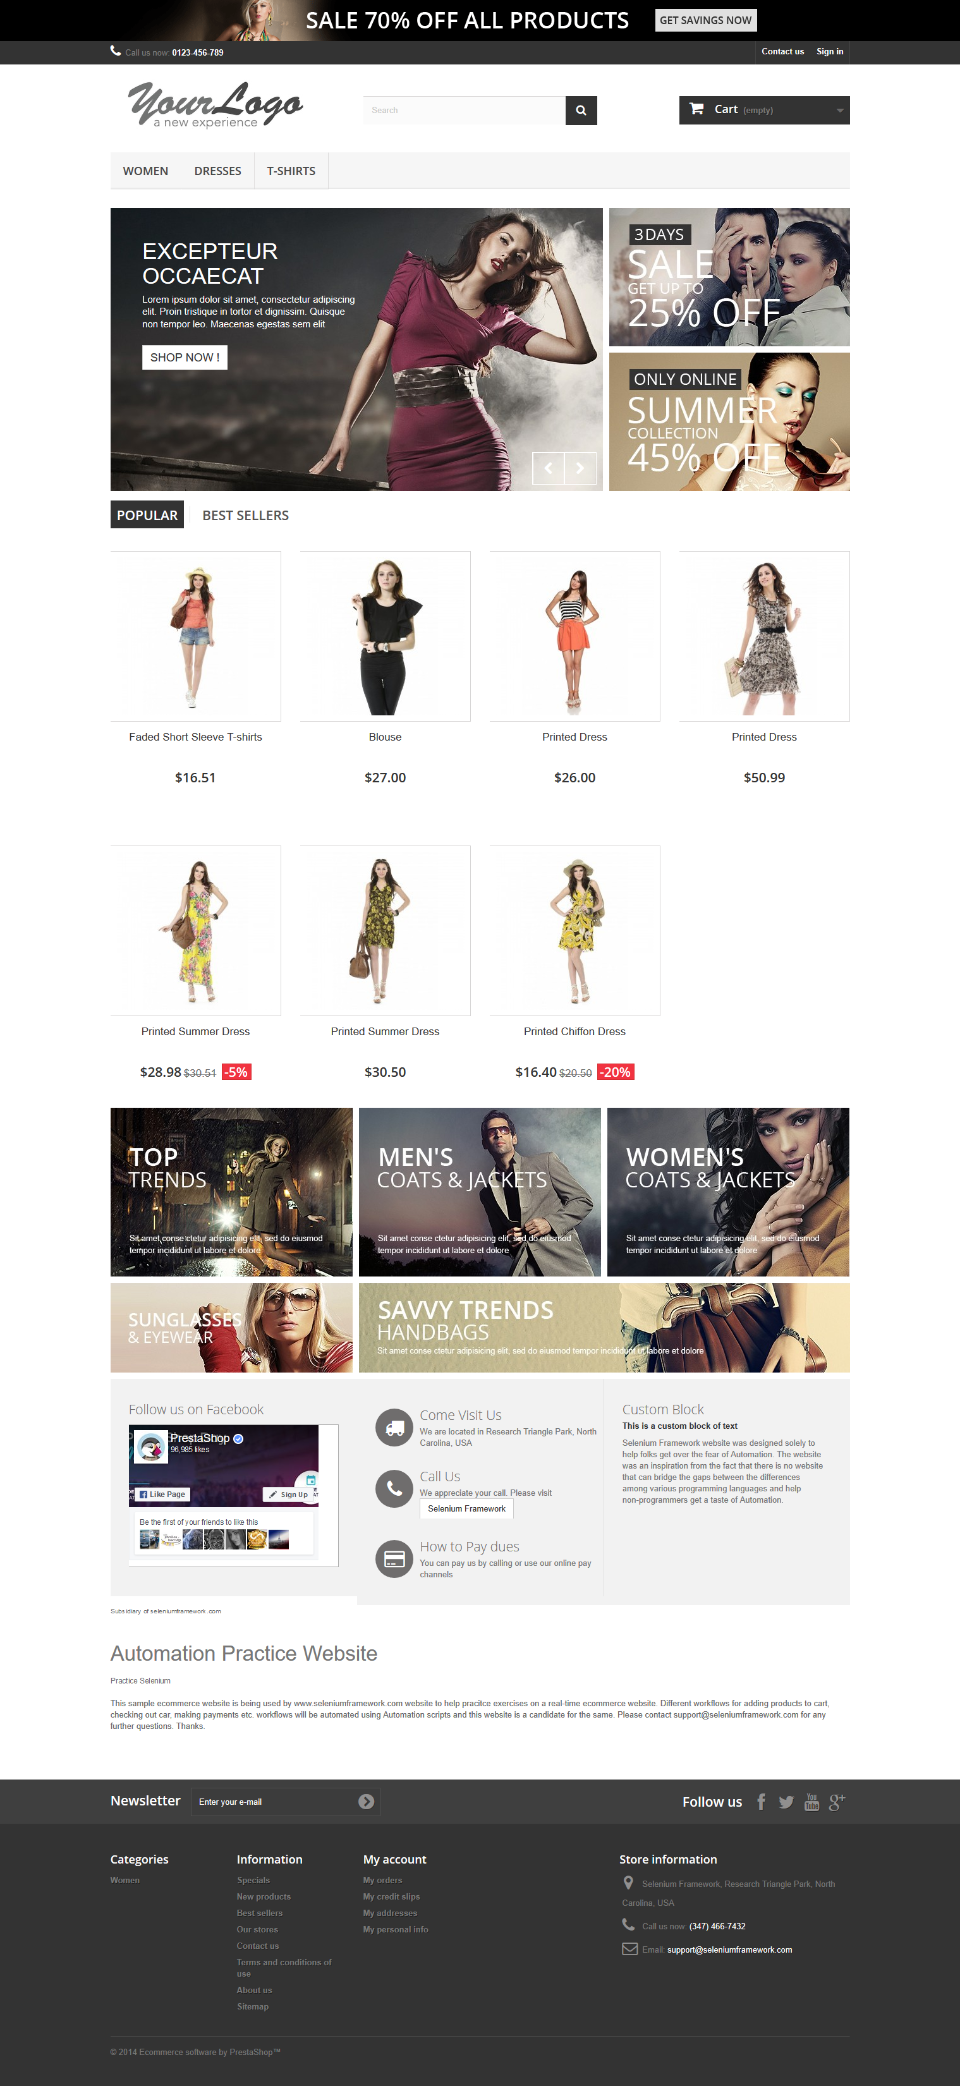 SALE 70% OFF ALL PRODUCTS
GET SAVINGS NOW
Call us now: 0123-456-789
Contact us
Sign in
YourLogo
a new experience
Search
Cart (empty)
WOMEN
DRESSES
T-SHIRTS
EXCEPTEUR
OCCAECAT
Lorem ipsum dolor sit amet, consectetur adipiscing
elit. Proin tristique in tortor et dignissim. Quisque
non tempor leo. Maecenas egestas sem elit
SHOP NOW !
3 DAYS
SALE
GET UP TO
25% OFF
ONLY ONLINE
SUMMER
COLLECTION
45% OFF
POPULAR
BEST SELLERS
Faded Short Sleeve T-shirts
Blouse
Printed Dress
Printed Dress
$16.51
$27.00
$26.00
$50.99
Printed Summer Dress
Printed Summer Dress
Printed Chiffon Dress
$28.98 $30.51 -5%
$30.50
$16.40 $20.50 -20%
TOP
TRENDS
Sit amet conse ctetur adipisicing elit, sed do eiusmod
tempor incididunt ut labore et dolore
MEN'S
COATS & JACKETS
Sit amet conse ctetur adipisicing elit, sed do eiusmod
tempor incididunt ut labore et dolore
WOMEN'S
COATS & JACKETS
Sit amet conse ctetur adipisicing elit, sed do eiusmod
tempor incididunt ut labore et dolore
SUNGLASSES
& EYEWEAR
SAVVY TRENDS
HANDBAGS
Sit amet conse ctetur adipisicing elit, sed do eiusmod tempor incididunt ut labore et dolore
Follow us on Facebook
PrestaShop
96,985 likes
Like Page
Sign Up
Be the first of your friends to like this
Come Visit Us
We are located in Research Triangle Park, North
Carolina, USA
Call Us
We appreciate your call. Please visit
Selenium Framework
How to Pay dues
You can pay us by calling or use our online pay
channels
Custom Block
This is a custom block of text
Selenium Framework website was designed solely to
help folks get over the fear of Automation. The website
was an inspiration from the fact that there is no website
that can bridge the gaps between the differences
among various programming languages and help
non-programmers get a taste of Automation.
Subsidiary of seleniumframework.com
Automation Practice Website
Practice Selenium
This sample ecommerce website is being used by www.seleniumframework.com website to help pracitce exercises on a real-time ecommerce website. Different workflows for adding products to cart,
checking out car, making payments etc. workflows will be automated using Automation scripts and this website is a candidate for the same. Please contact support@seleniumframework.com for any
further questions. Thanks.
Newsletter
Enter your e-mail
Follow us
Categories
Women
Information
Specials
New products
Best sellers
Our stores
Contact us
Terms and conditions of
use
About us
Sitemap
My account
My orders
My credit slips
My addresses
My personal info
Store information
Selenium Framework, Research Triangle Park, North
Carolina, USA
Call us now: (347) 466-7432
Email: support@seleniumframework.com
© 2014 Ecommerce software by PrestaShop™